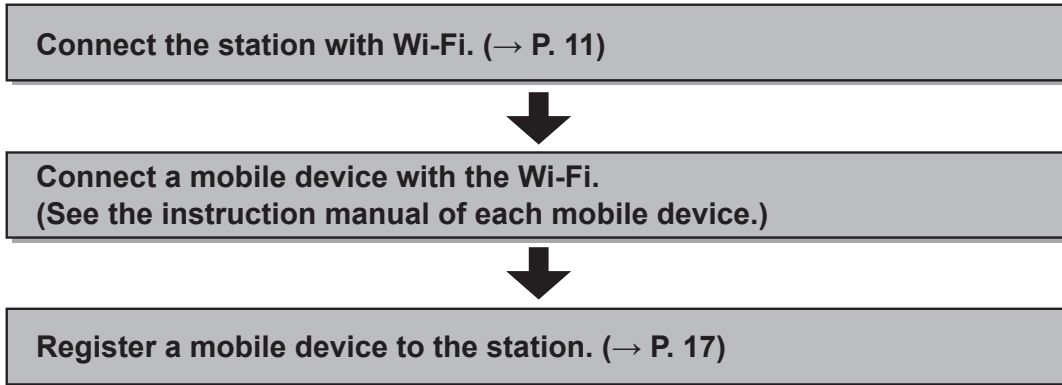 Connect the station with Wi-Fi. (→ P. 11)
Connect a mobile device with the Wi-Fi.
(See the instruction manual of each mobile device.)
Register a mobile device to the station. (→ P. 17)